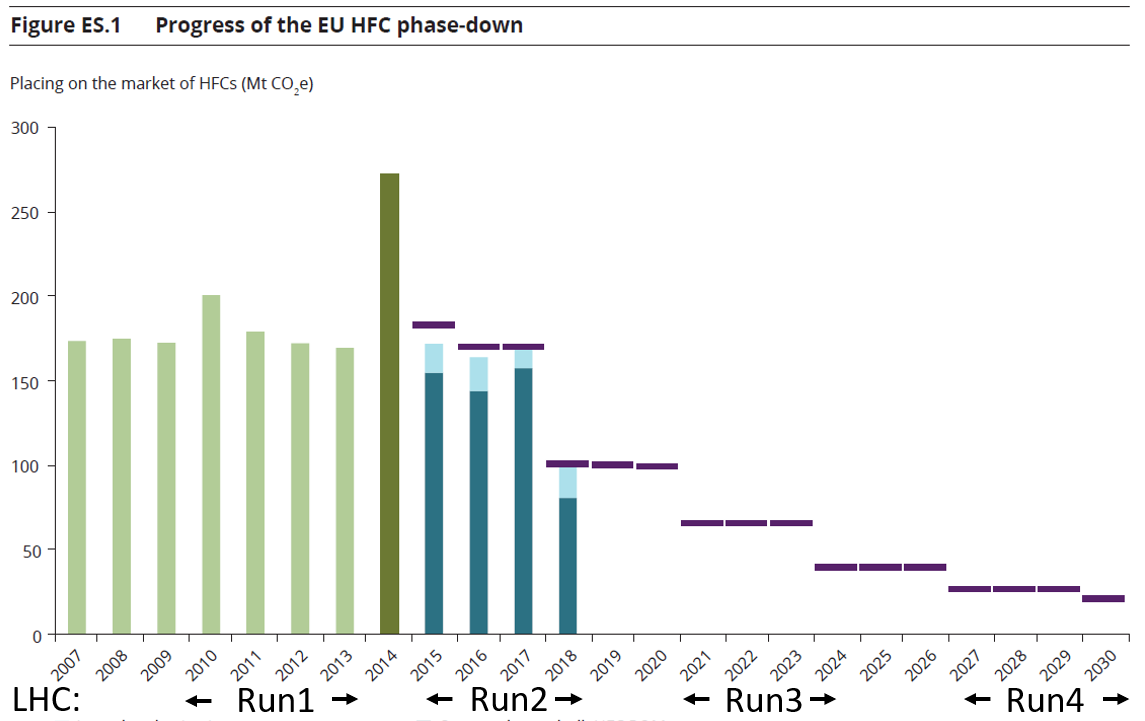 Figure ES.1 Progress of the EU HFC phase-down
Placing on the market of HFCs (Mt CO₂e)
300
250
200
150
100
50
0
2007 2008 2009 2010 2011 2012 2013 2014 2015 2016 2017 2018 2019 2020 2021 2022 2023 2024 2025 2026 2027 2028 2029 2030
LHC: Run1 Run2 Run3 Run4